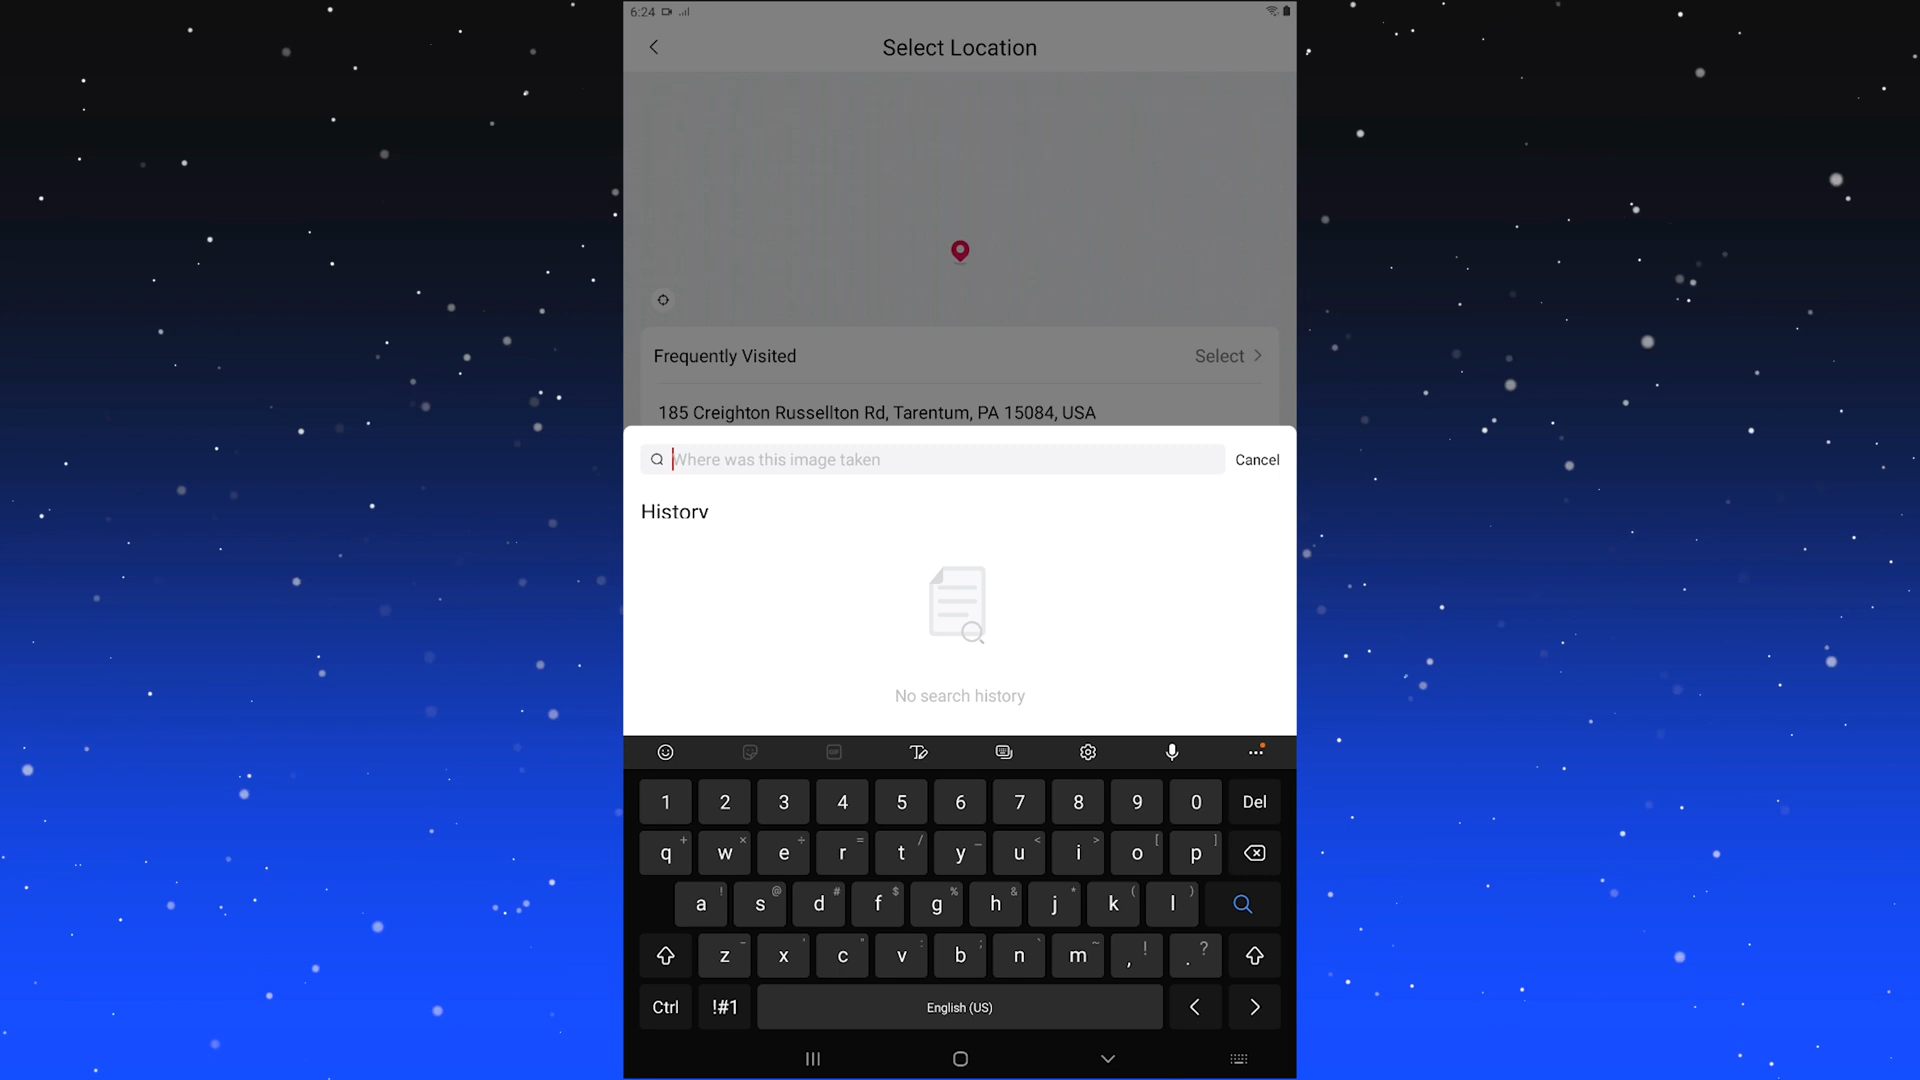 6:24
Select Location
Frequently Visited
Select
185 Creighton Russellton Rd, Tarentum, PA 15084, USA
Where was this image taken
Cancel
History
No search history
GIF
1 2 3 4 5 6 7 8 9 0 Del
+ × ÷ = / _ < > [ ]
q w e r t y u i o p
! @ # $ % & * ( )
a s d f g h j k l
- ' " : ; ` ~ ! ?
z x c v b n m , .
Ctrl !#1 English (US)